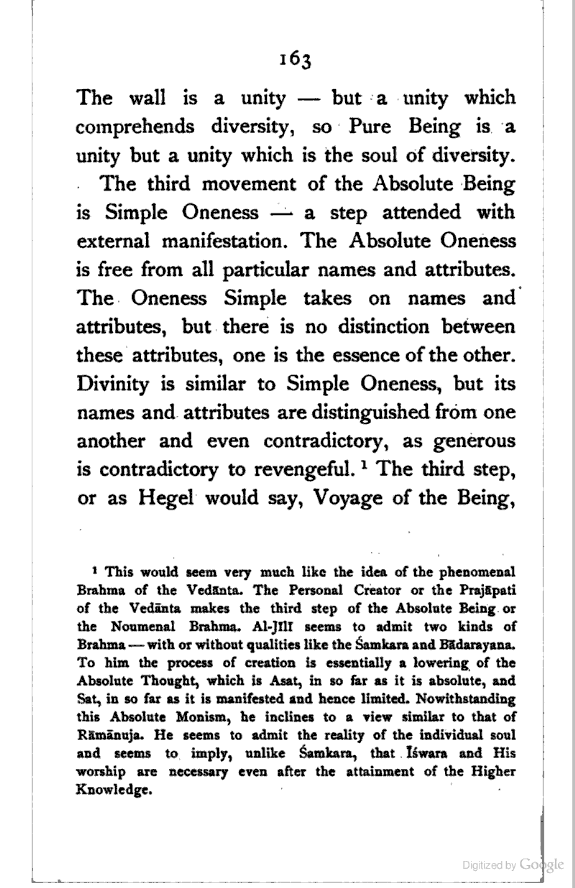 163
The wall is a unity — but a unity which
comprehends diversity, so Pure Being is a
unity but a unity which is the soul of diversity.
The third movement of the Absolute Being
is Simple Oneness — a step attended with
external manifestation. The Absolute Oneness
is free from all particular names and attributes.
The Oneness Simple takes on names and
attributes, but there is no distinction between
these attributes, one is the essence of the other.
Divinity is similar to Simple Oneness, but its
names and attributes are distinguished from one
another and even contradictory, as generous
is contradictory to revengeful. ¹ The third step,
or as Hegel would say, Voyage of the Being,
¹ This would seem very much like the idea of the phenomenal
Brahma of the Vedānta. The Personal Creator or the Prajāpati
of the Vedānta makes the third step of the Absolute Being or
the Noumenal Brahma. Al-Jīlī seems to admit two kinds of
Brahma — with or without qualities like the Śamkara and Bādarayana.
To him the process of creation is essentially a lowering of the
Absolute Thought, which is Asat, in so far as it is absolute, and
Sat, in so far as it is manifested and hence limited. Nowithstanding
this Absolute Monism, he inclines to a view similar to that of
Rāmānuja. He seems to admit the reality of the individual soul
and seems to imply, unlike Śamkara, that Iśwara and His
worship are necessary even after the attainment of the Higher
Knowledge.
Digitized by Google